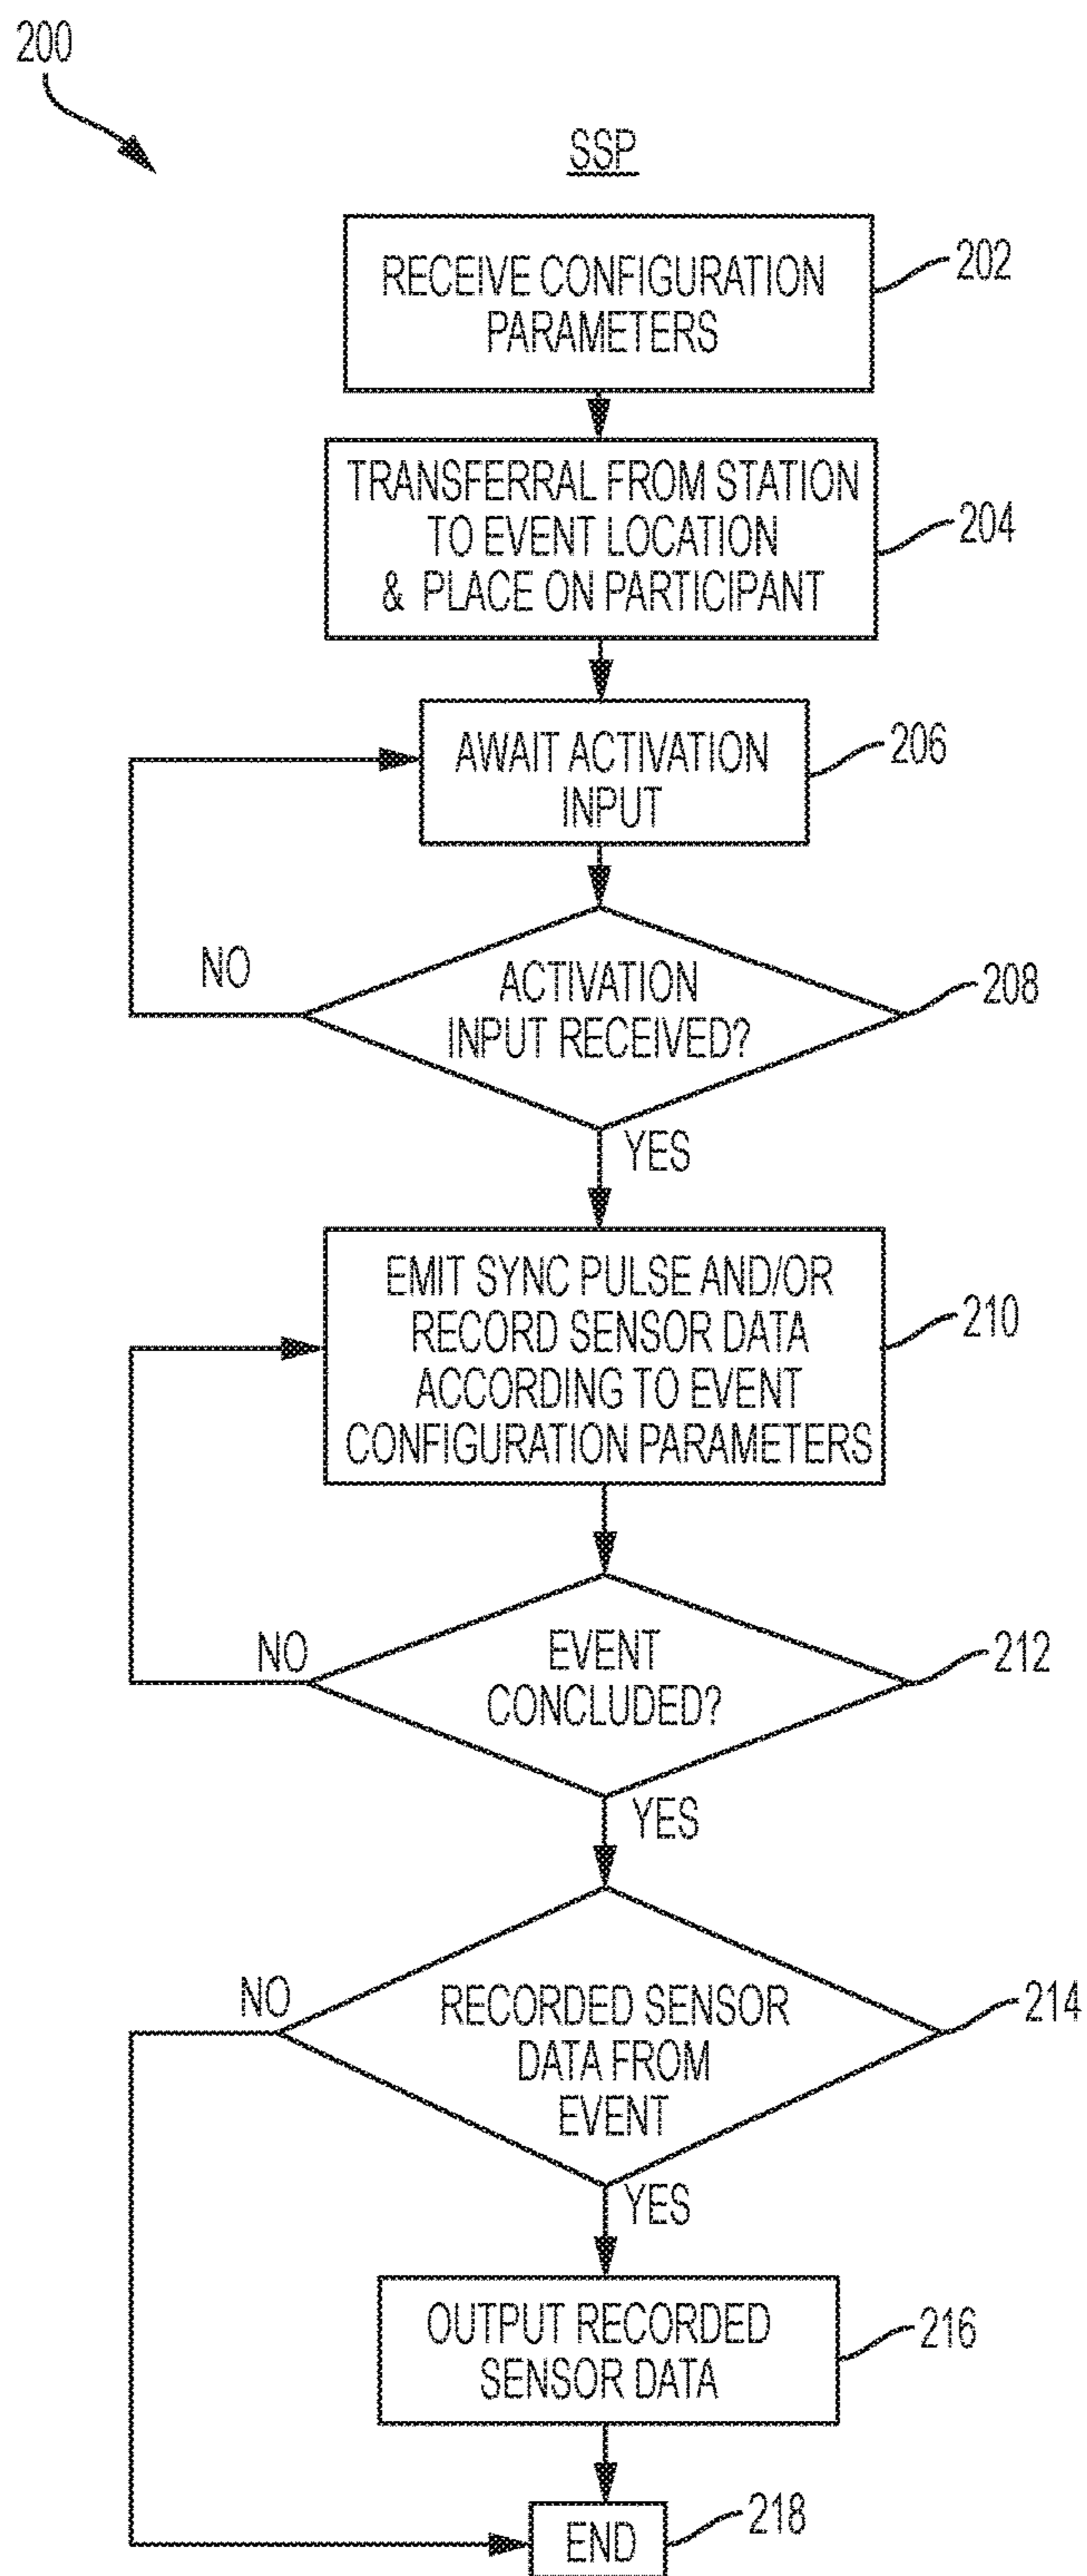 200
SSP
RECEIVE CONFIGURATION
PARAMETERS
202
TRANSFERRAL FROM STATION
TO EVENT LOCATION
& PLACE ON PARTICIPANT
204
AWAIT ACTIVATION
INPUT
206
NO
ACTIVATION
INPUT RECEIVED?
208
YES
EMIT SYNC PULSE AND/OR
RECORD SENSOR DATA
ACCORDING TO EVENT
CONFIGURATION PARAMETERS
210
NO
EVENT
CONCLUDED?
212
YES
NO
RECORDED SENSOR
DATA FROM
EVENT
214
YES
OUTPUT RECORDED
SENSOR DATA
216
END
218